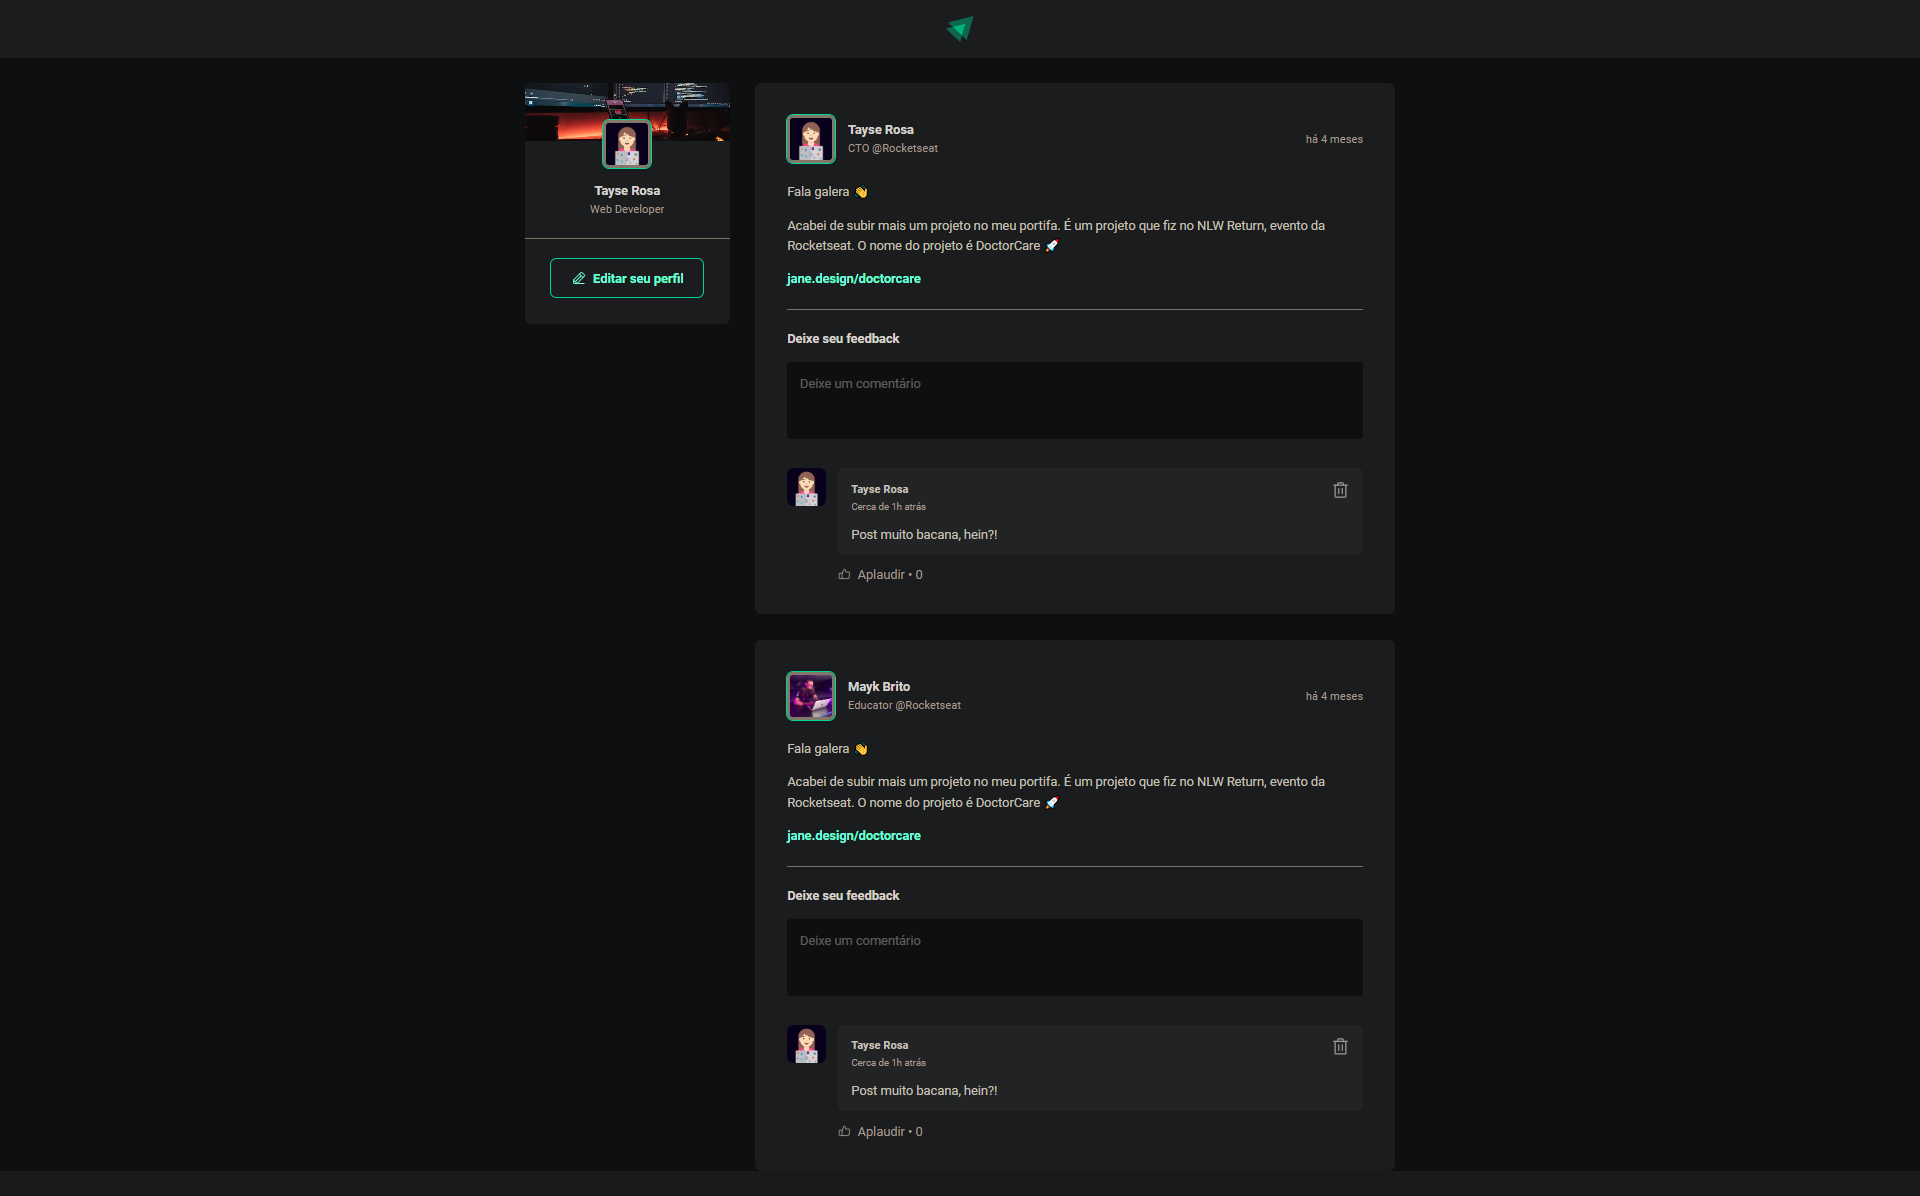 Tayse Rosa
Web Developer
Editar seu perfil
Tayse Rosa
CTO @Rocketseat
há 4 meses
Fala galera 👋
Acabei de subir mais um projeto no meu portifa. É um projeto que fiz no NLW Return, evento da
Rocketseat. O nome do projeto é DoctorCare 🚀
jane.design/doctorcare
Deixe seu feedback
Deixe um comentário
Tayse Rosa
Cerca de 1h atrás
Post muito bacana, hein?!
Aplaudir • 0
Mayk Brito
Educator @Rocketseat
há 4 meses
Fala galera 👋
Acabei de subir mais um projeto no meu portifa. É um projeto que fiz no NLW Return, evento da
Rocketseat. O nome do projeto é DoctorCare 🚀
jane.design/doctorcare
Deixe seu feedback
Deixe um comentário
Tayse Rosa
Cerca de 1h atrás
Post muito bacana, hein?!
Aplaudir • 0